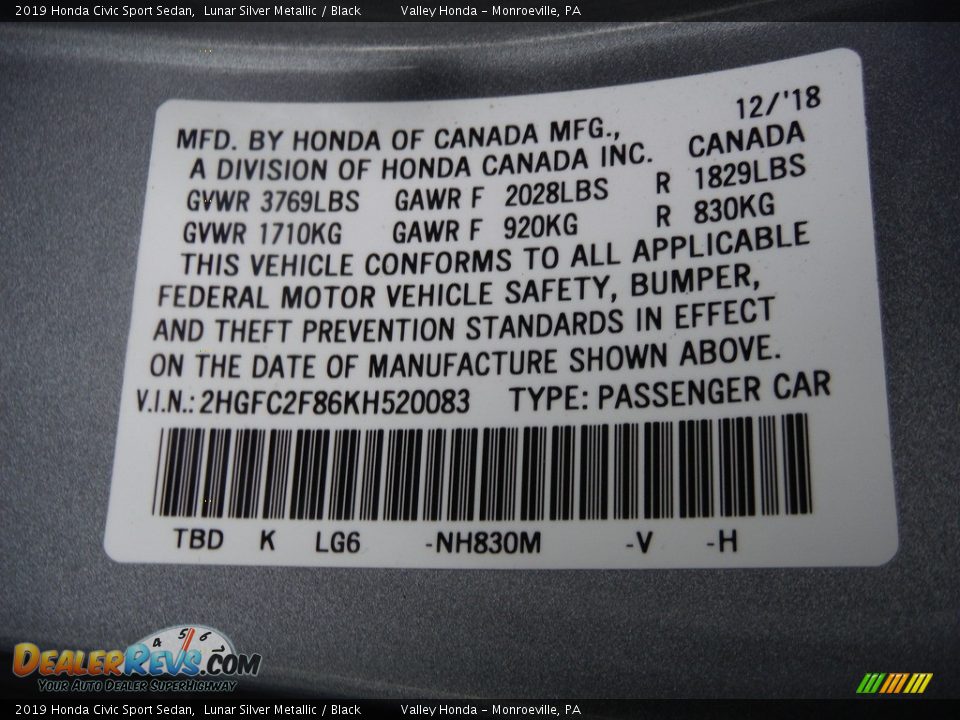 2019 Honda Civic Sport Sedan, Lunar Silver Metallic / Black Valley Honda - Monroeville, PA
12/'18
MFD. BY HONDA OF CANADA MFG., CANADA
A DIVISION OF HONDA CANADA INC.
GVWR 3769LBS GAWR F 2028LBS R 1829LBS
GVWR 1710KG GAWR F 920KG R 830KG
THIS VEHICLE CONFORMS TO ALL APPLICABLE
FEDERAL MOTOR VEHICLE SAFETY, BUMPER,
AND THEFT PREVENTION STANDARDS IN EFFECT
ON THE DATE OF MANUFACTURE SHOWN ABOVE.
V.I.N.: 2HGFC2F86KH520083 TYPE: PASSENGER CAR
TBD K LG6 -NH830M -V -H
4 5 6
DEALERREVS.COM
Your Auto Dealer SuperHighway
2019 Honda Civic Sport Sedan, Lunar Silver Metallic / Black Valley Honda - Monroeville, PA